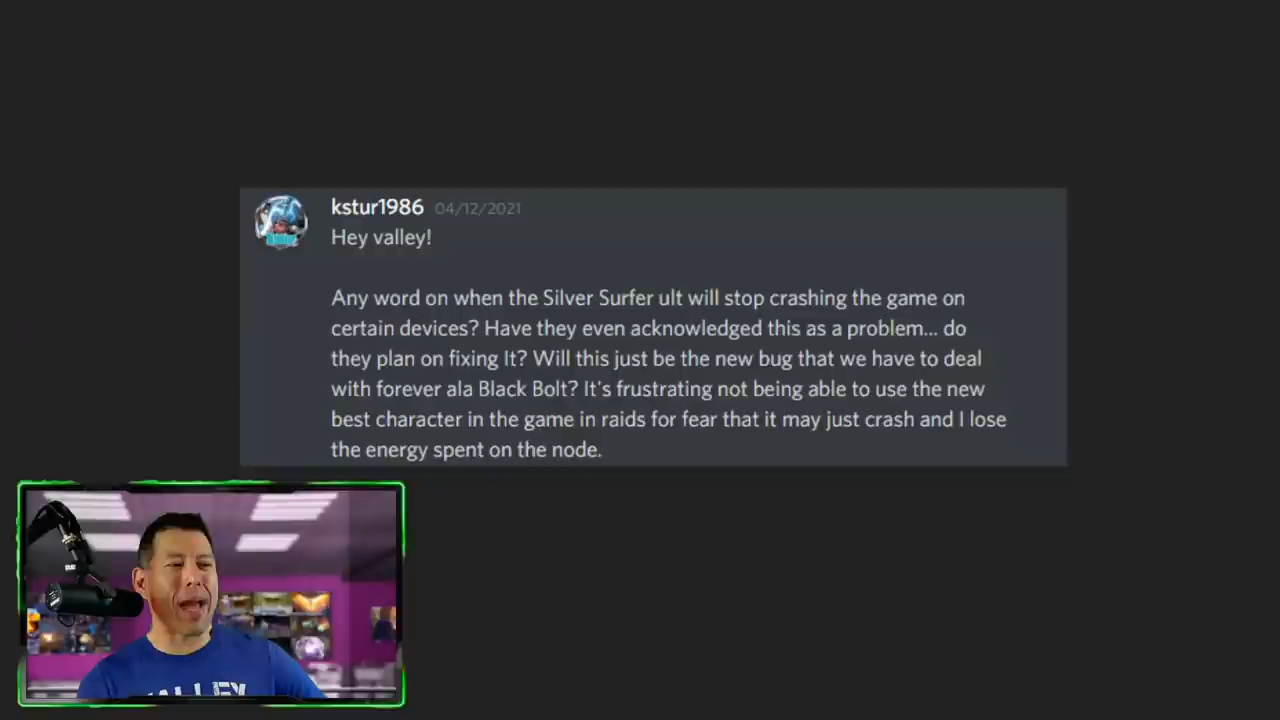 kstur1986 04/12/2021
Hey valley!
Any word on when the Silver Surfer ult will stop crashing the game on
certain devices? Have they even acknowledged this as a problem... do
they plan on fixing It? Will this just be the new bug that we have to deal
with forever ala Black Bolt? It's frustrating not being able to use the new
best character in the game in raids for fear that it may just crash and I lose
the energy spent on the node.
VALLEY